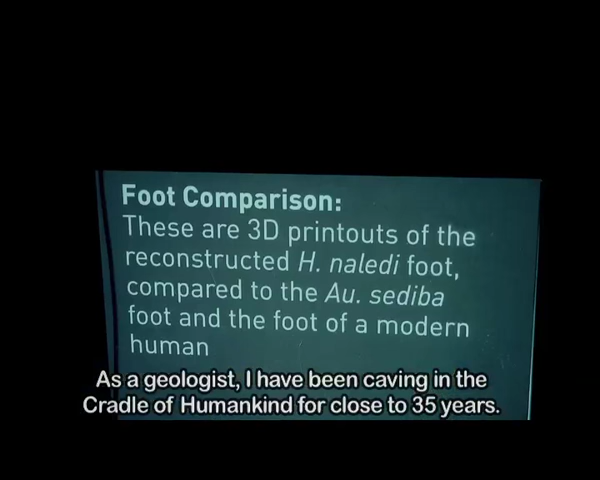 Foot Comparison:
These are 3D printouts of the
reconstructed H. naledi foot,
compared to the Au. sediba
foot and the foot of a modern
human
As a geologist, I have been caving in the
Cradle of Humankind for close to 35 years.